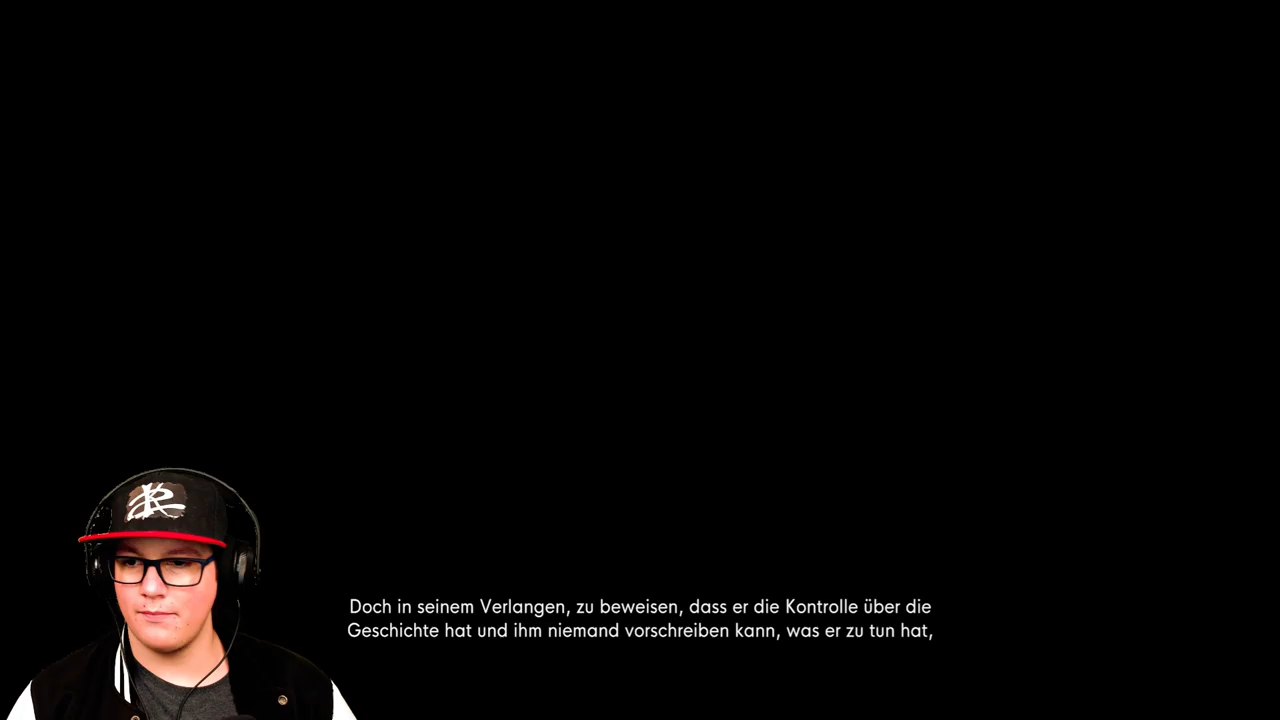 Doch in seinem Verlangen, zu beweisen, dass er die Kontrolle über die
Geschichte hat und ihm niemand vorschreiben kann, was er zu tun hat,